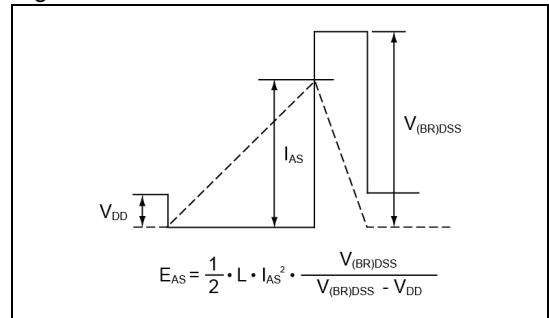 V(BR)DSS
IAS
VDD
EAS = 1/2 • L • IAS² • V(BR)DSS / (V(BR)DSS - VDD)